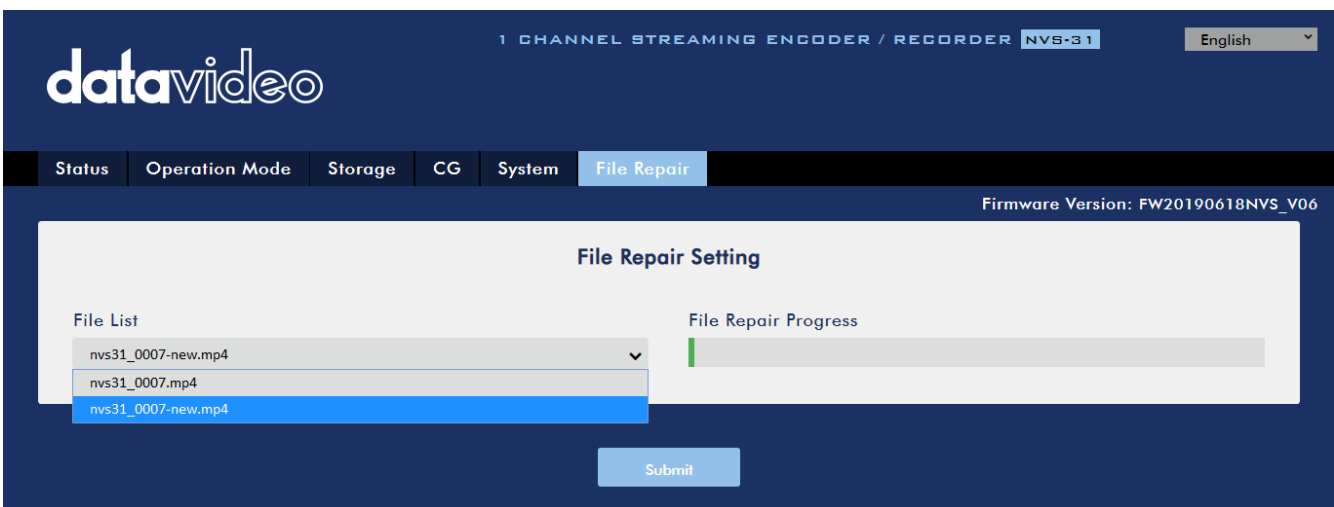 1 CHANNEL STREAMING ENCODER / RECORDER NVS-31
English
datavideo
Status Operation Mode Storage CG System File Repair
Firmware Version: FW20190618NVS_V06
File Repair Setting
File List
nvs31_0007-new.mp4
nvs31_0007.mp4
nvs31_0007-new.mp4
File Repair Progress
Submit